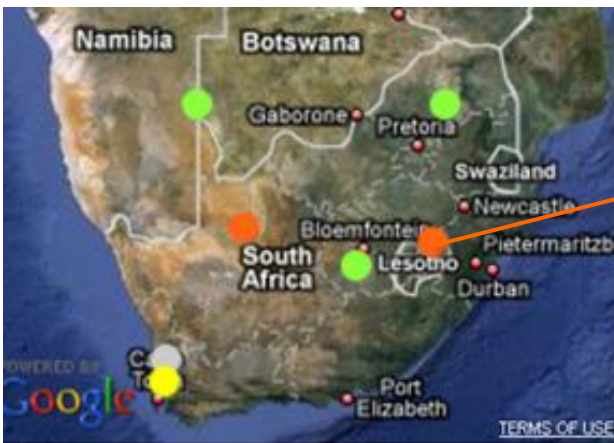 Namibia
Botswana
Gaborone
Pretoria
Swaziland
Newcastle
Bloemfontein
South
Africa
Lesotho
Pietermaritzb
Durban
POWERED BY
Google
Port
Elizabeth
TERMS OF USE